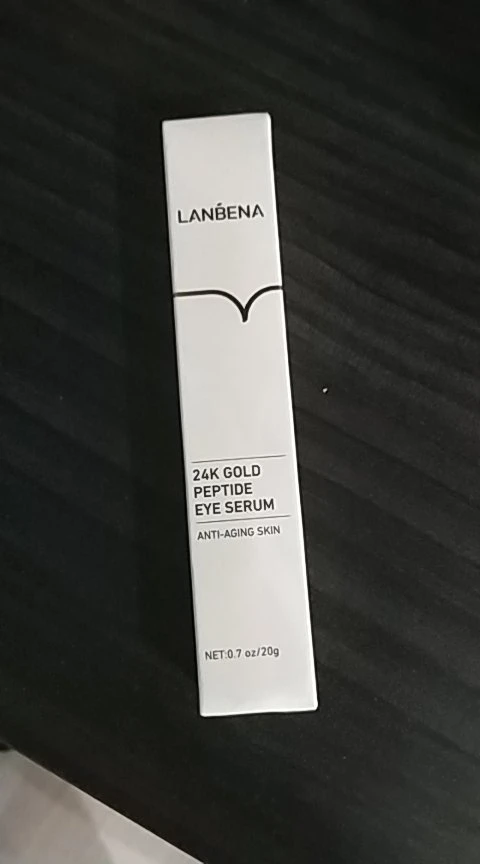 LANBENA
24K GOLD
PEPTIDE
EYE SERUM
ANTI-AGING SKIN
NET:0.7 oz/20g